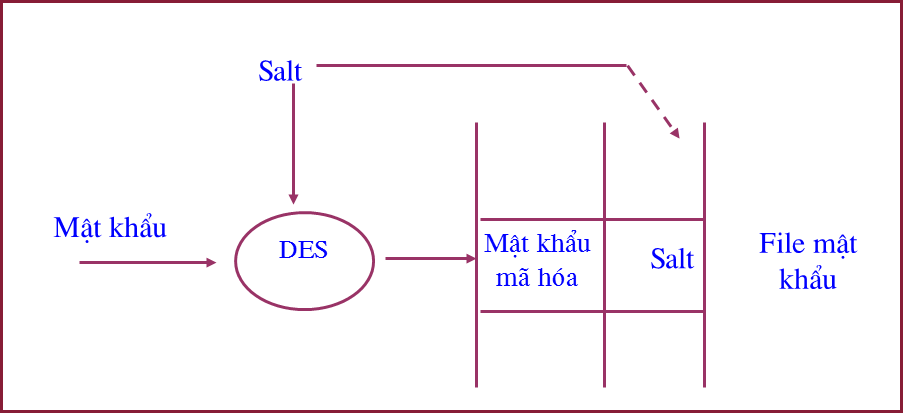 Salt
Mật khẩu
DES
Mật khẩu
mã hóa
Salt
File mật
khẩu